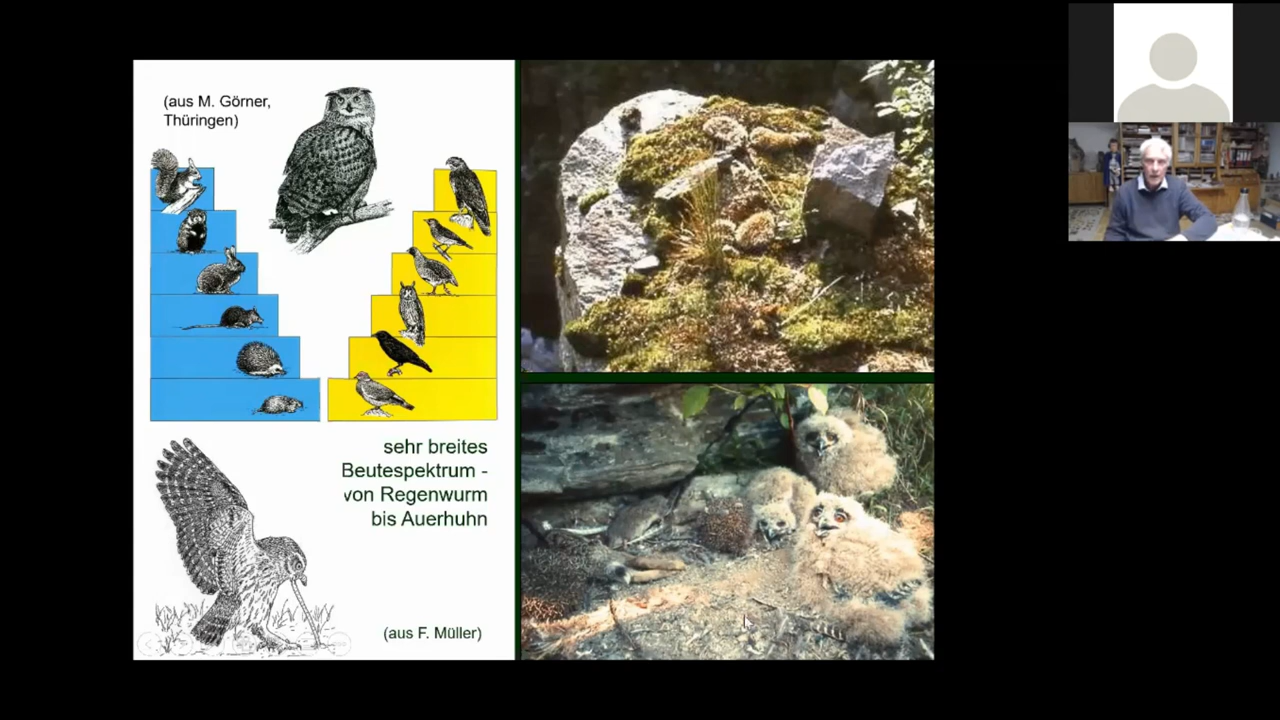 (aus M. Görner,
Thüringen)
sehr breites
Beutespektrum -
von Regenwurm
bis Auerhuhn
(aus F. Müller)